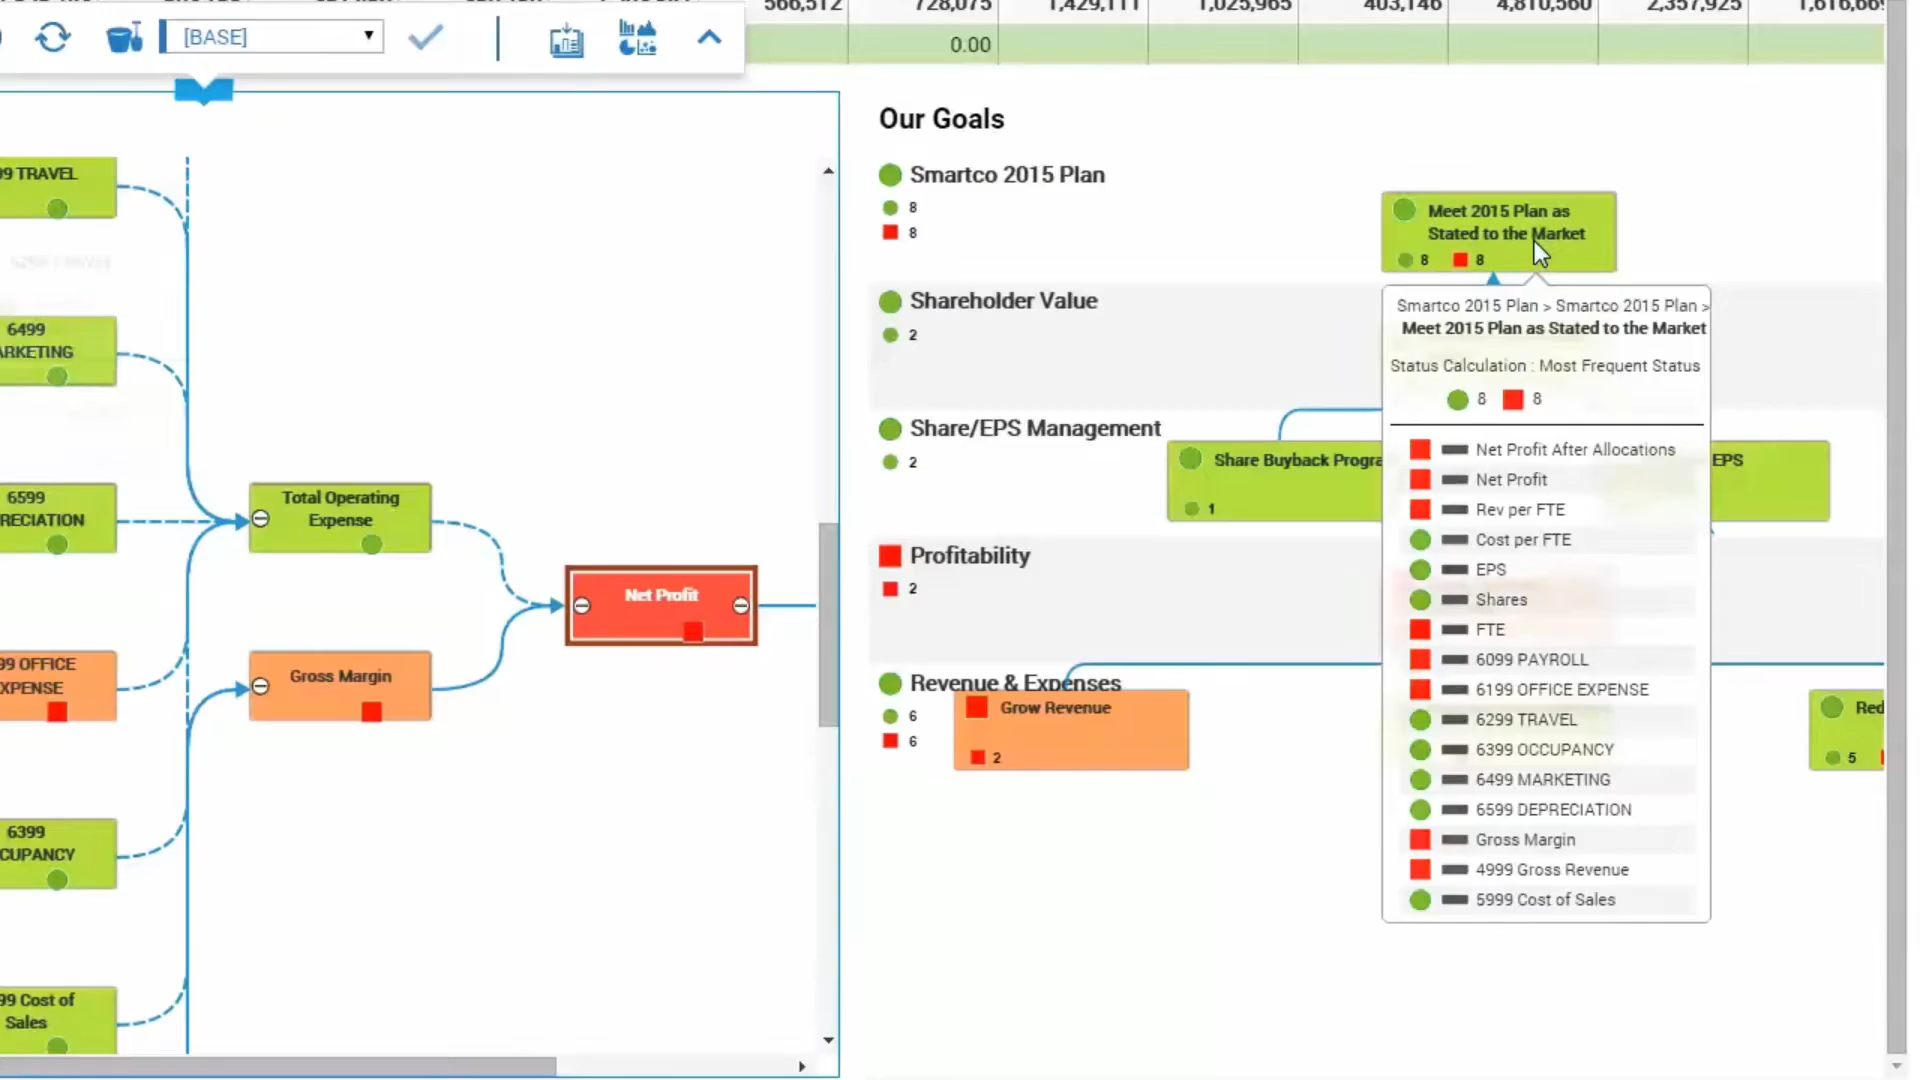 566,512
728,075
1,429,111
1,025,965
403,146
4,810,560
2,357,925
[BASE]
0.00
99 TRAVEL
6499
ARKETING
6599
RECIATION
99 OFFICE
XPENSE
6399
CUPANCY
99 Cost of
Sales
Total Operating
Expense
Gross Margin
Net Profit
Our Goals
Smartco 2015 Plan
8
8
Shareholder Value
2
Share/EPS Management
2
Profitability
2
Revenue & Expenses
6
6
Meet 2015 Plan as
Stated to the Market
8 8
Share Buyback Progra
1
EPS
Grow Revenue
2
Red
5
Smartco 2015 Plan > Smartco 2015 Plan >
Meet 2015 Plan as Stated to the Market
Status Calculation : Most Frequent Status
8 8
Net Profit After Allocations
Net Profit
Rev per FTE
Cost per FTE
EPS
Shares
FTE
6099 PAYROLL
6199 OFFICE EXPENSE
6299 TRAVEL
6399 OCCUPANCY
6499 MARKETING
6599 DEPRECIATION
Gross Margin
4999 Gross Revenue
5999 Cost of Sales